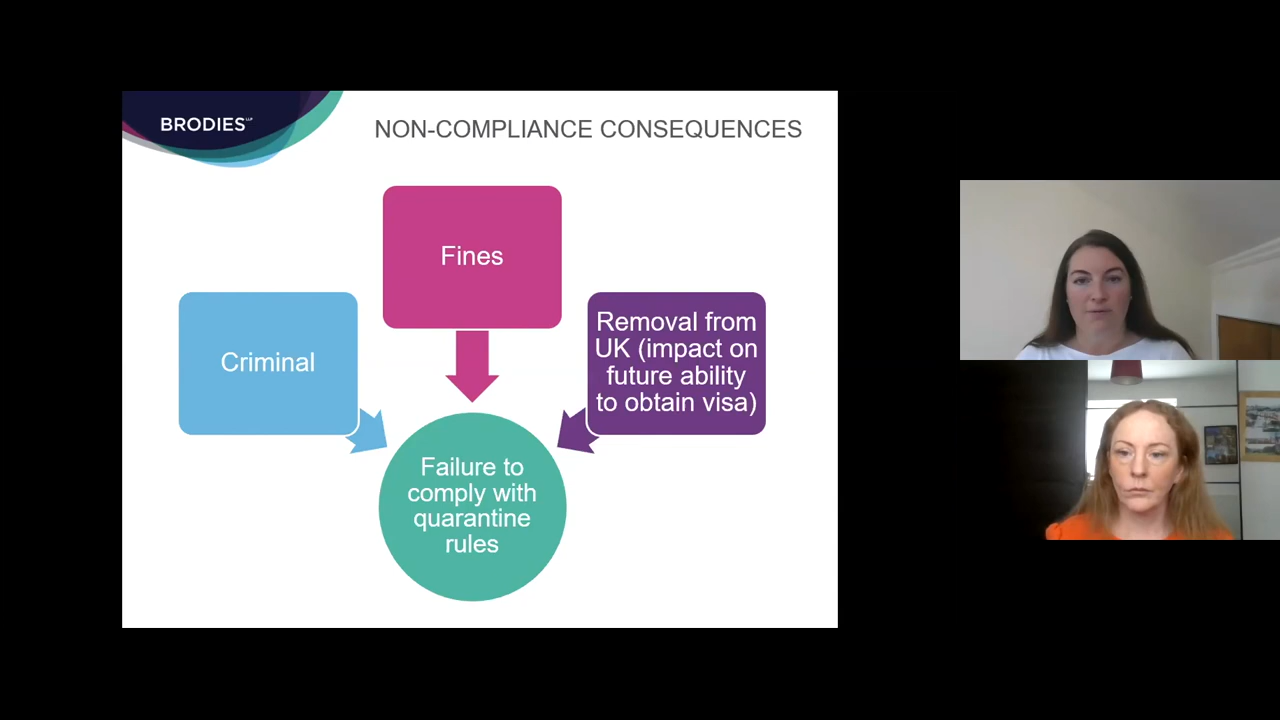 BRODIES LLP
NON-COMPLIANCE CONSEQUENCES
Fines
Criminal
Removal from
UK (impact on
future ability
to obtain visa)
Failure to
comply with
quarantine
rules